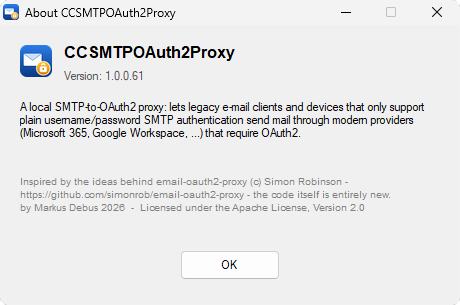 About CCSMTPOAuth2Proxy
CCSMTPOAuth2Proxy
Version: 1.0.0.61
A local SMTP-to-OAuth2 proxy: lets legacy e-mail clients and devices that only support
plain username/password SMTP authentication send mail through modern providers
(Microsoft 365, Google Workspace, ...) that require OAuth2.
Inspired by the ideas behind email-oauth2-proxy (c) Simon Robinson -
https://github.com/simonrob/email-oauth2-proxy - the code itself is entirely new.
by Markus Debus 2026 - Licensed under the Apache License, Version 2.0
OK